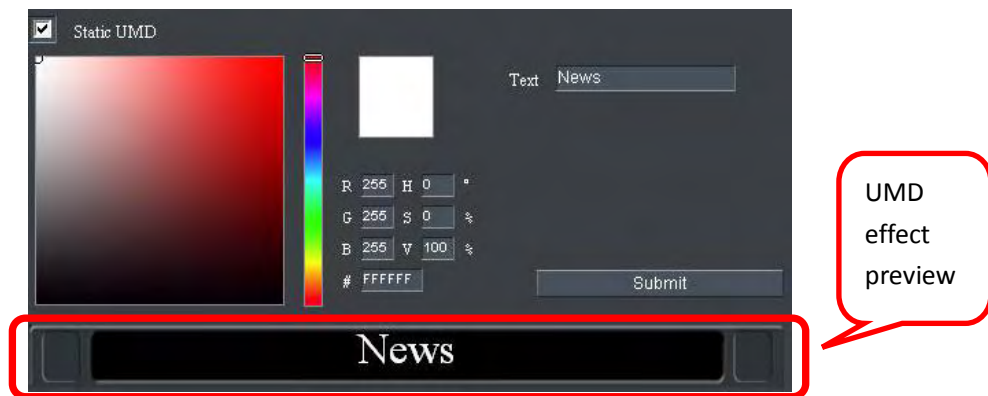 Static UMD
Text News
R 255 H 0 °
G 255 S 0 %
B 255 V 100 %
# FFFFFF
Submit
News
UMD
effect
preview